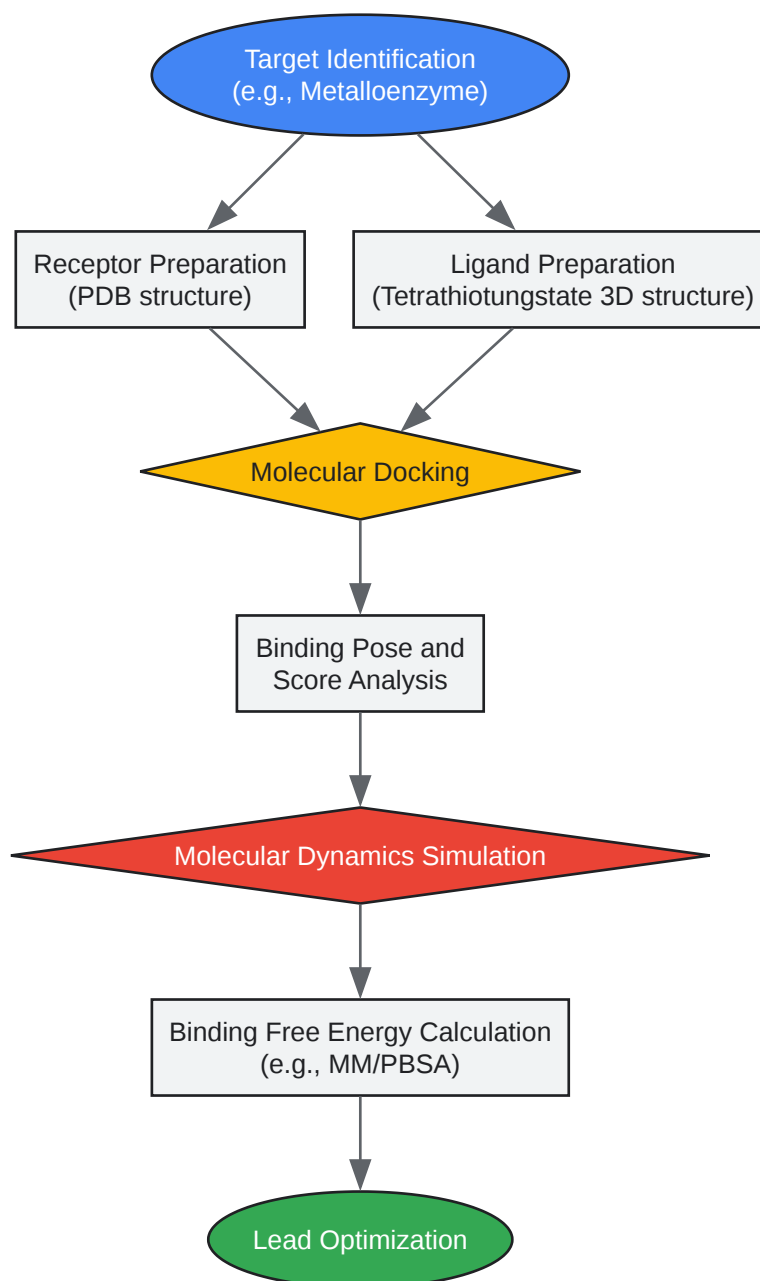 Target Identification
(e.g., Metalloenzyme)
Receptor Preparation
(PDB structure)
Ligand Preparation
(Tetrathiotungstate 3D structure)
Molecular Docking
Binding Pose and
Score Analysis
Molecular Dynamics Simulation
Binding Free Energy Calculation
(e.g., MM/PBSA)
Lead Optimization